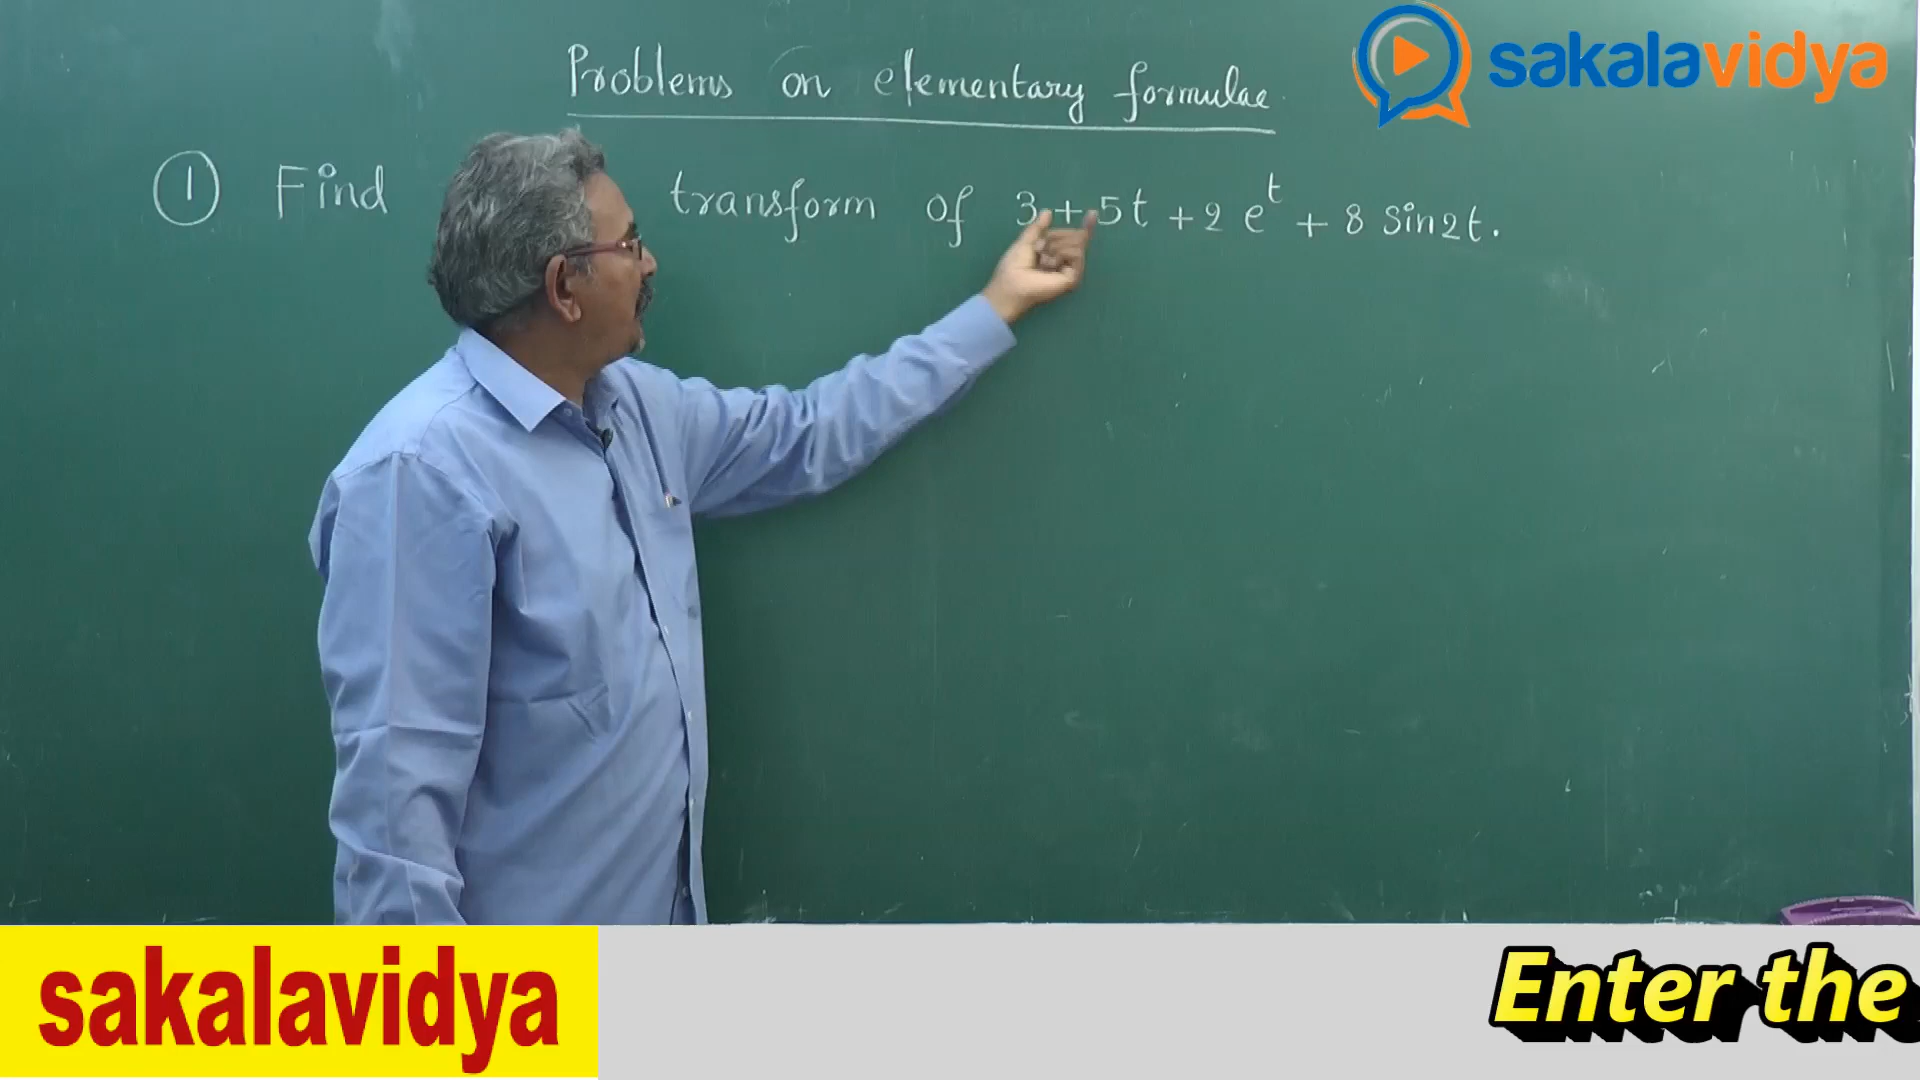 sakalavidya
Problems on elementary formulae
① Find transform of 3 + 5t + 2 e^t + 8 Sin2t.
sakalavidya
Enter the